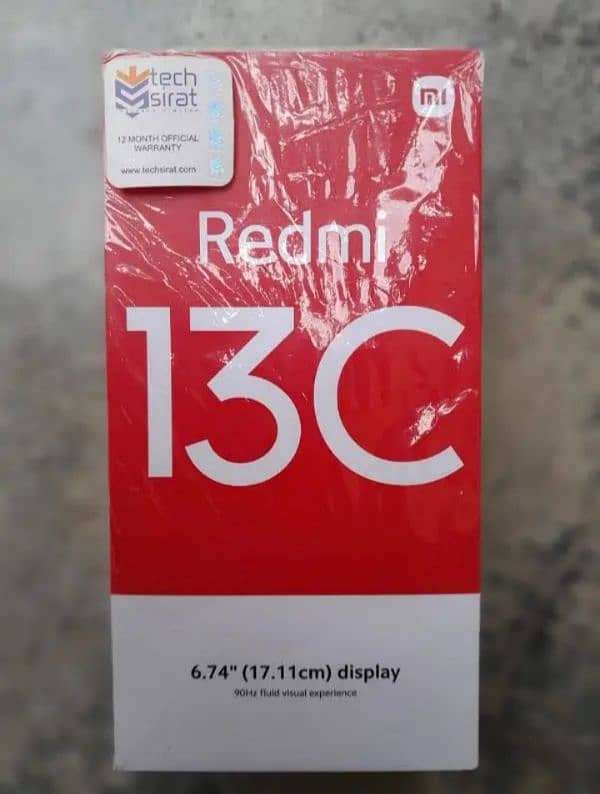 tech
sirat
12 MONTH OFFICIAL
WARRANTY
www.techsirat.com
mi
Redmi
13C
6.74" (17.11cm) display
90Hz fluid visual experience